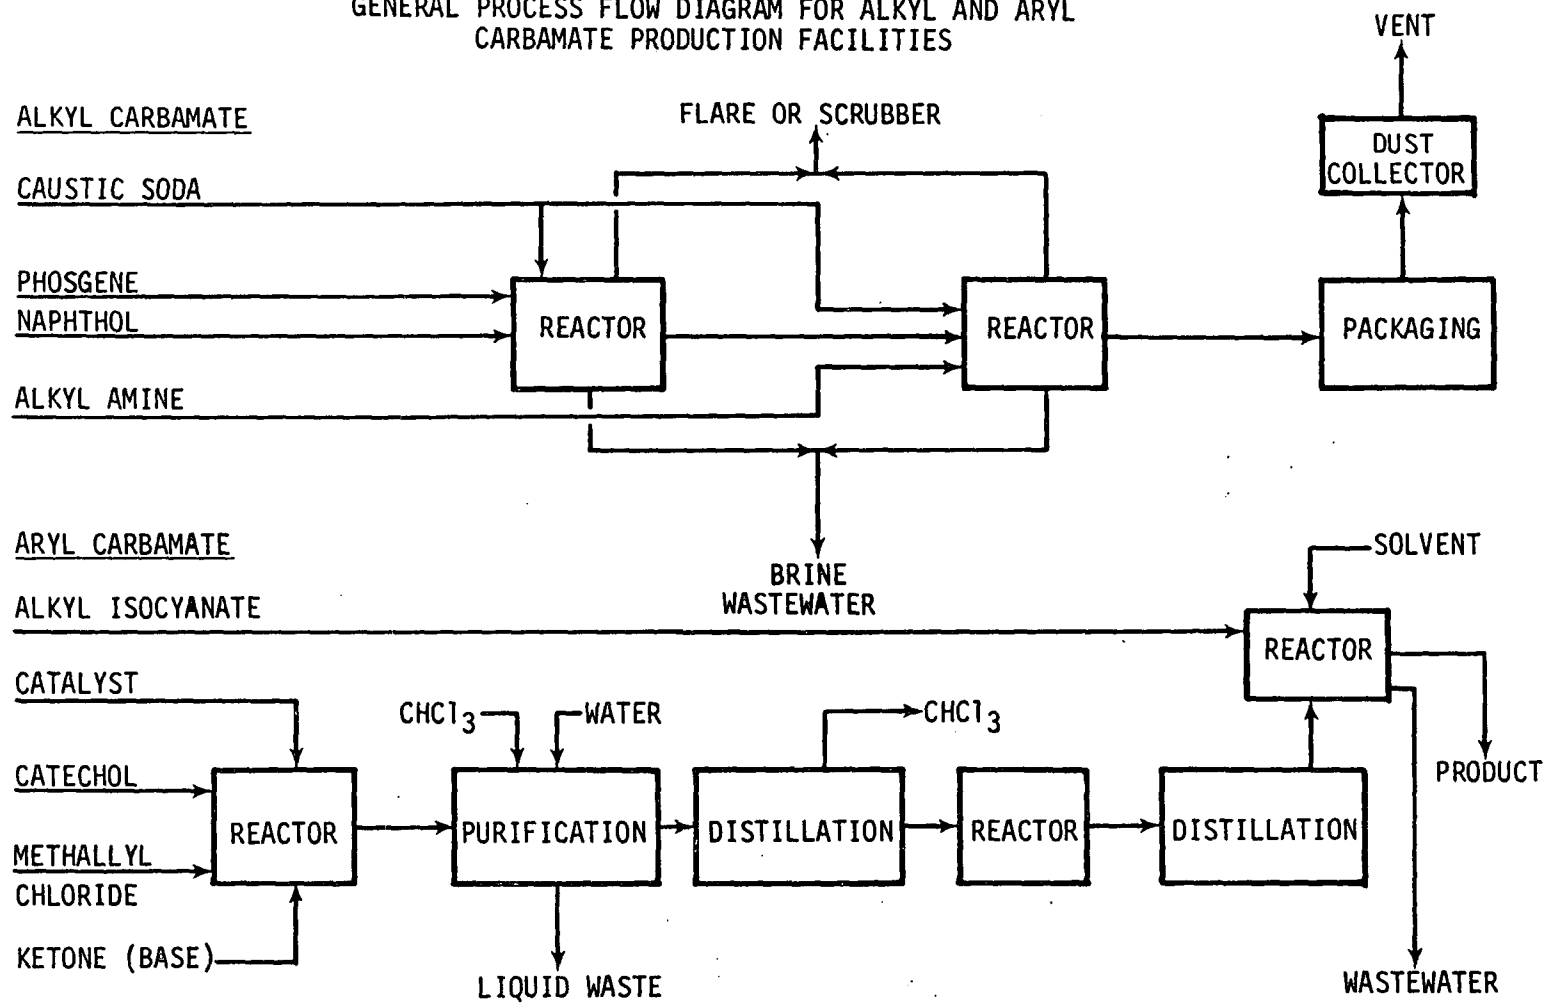 GENERAL PROCESS FLOW DIAGRAM FOR ALKYL AND ARYL
CARBAMATE PRODUCTION FACILITIES
VENT
ALKYL CARBAMATE
FLARE OR SCRUBBER
DUST
COLLECTOR
CAUSTIC SODA
PHOSGENE
NAPHTHOL
REACTOR
REACTOR
PACKAGING
ALKYL AMINE
BRINE
WASTEWATER
ARYL CARBAMATE
SOLVENT
ALKYL ISOCYANATE
REACTOR
CATALYST
CHCl3
WATER
CHCl3
PRODUCT
CATECHOL
REACTOR
PURIFICATION
DISTILLATION
REACTOR
DISTILLATION
METHALLYL
CHLORIDE
KETONE (BASE)
LIQUID WASTE
WASTEWATER